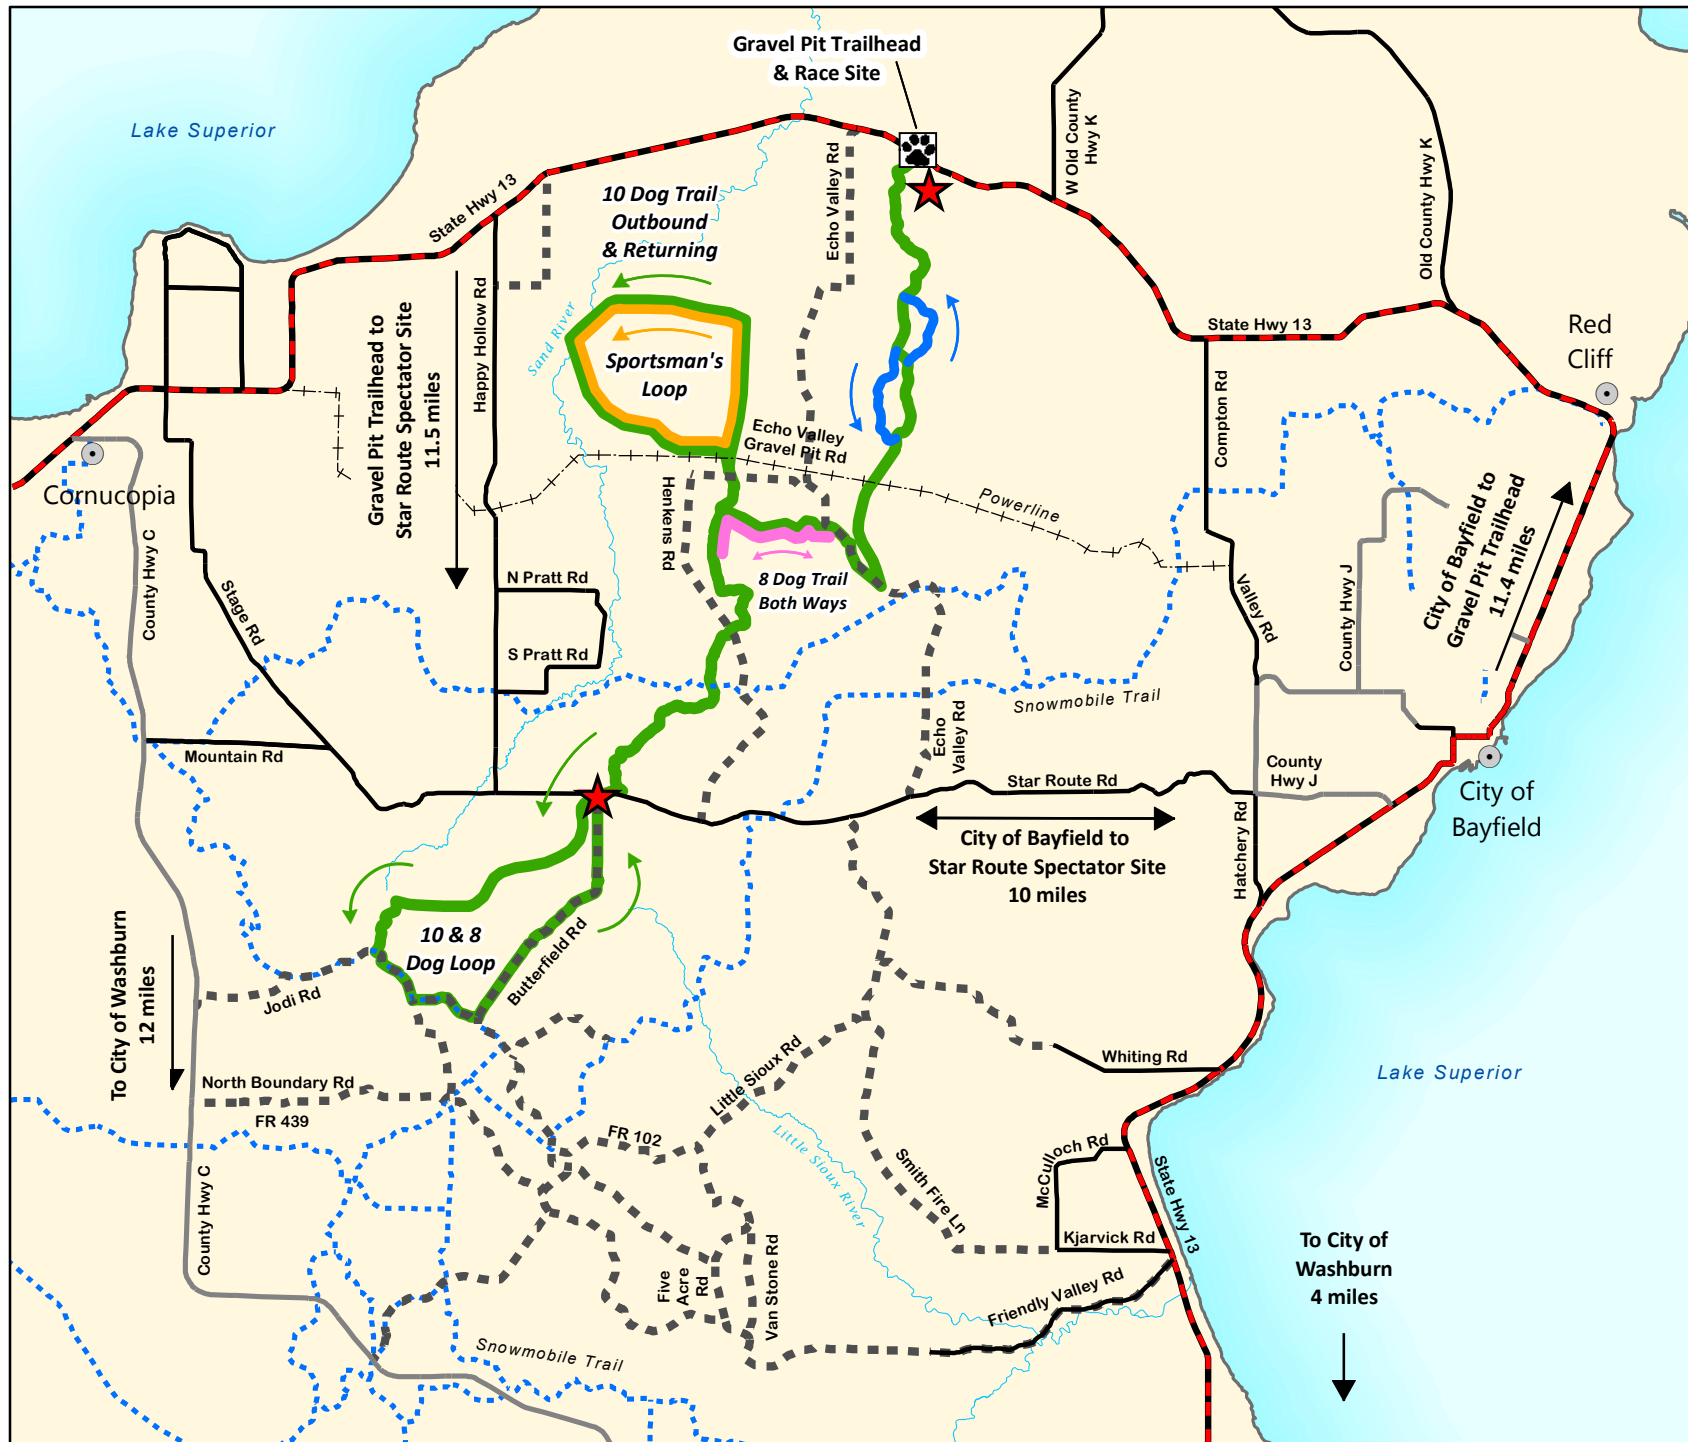 Gravel Pit Trailhead
& Race Site
Lake Superior
State Hwy 13
10 Dog Trail
Outbound
& Returning
Echo Valley Rd
W Old County
Hwy K
Old County Hwy K
Happy Hollow Rd
Gravel Pit Trailhead to
Star Route Spectator Site
11.5 miles
Sand River
Sportsman's
Loop
State Hwy 13
Red
Cliff
Compton Rd
Echo Valley
Gravel Pit Rd
Cornucopia
Henkens Rd
Powerline
City of Bayfield to
Gravel Pit Trailhead
11.4 miles
County Hwy C
Stage Rd
N Pratt Rd
8 Dog Trail
Both Ways
Valley Rd
County Hwy J
S Pratt Rd
Snowmobile Trail
Mountain Rd
Echo
Valley Rd
Star Route Rd
County
Hwy J
City of
Bayfield
City of Bayfield to
Star Route Spectator Site
10 miles
Hatchery Rd
To City of Washburn
12 miles
10 & 8
Dog Loop
Butterfield Rd
Jodi Rd
Whiting Rd
Lake Superior
North Boundary Rd
FR 439
Little Sioux Rd
FR 102
Little Sioux River
Smith Fire Ln
McCulloch Rd
State Hwy 13
County Hwy C
Kjarvick Rd
To City of
Washburn
4 miles
Five
Acre
Rd
Van Stone Rd
Friendly Valley Rd
Snowmobile Trail